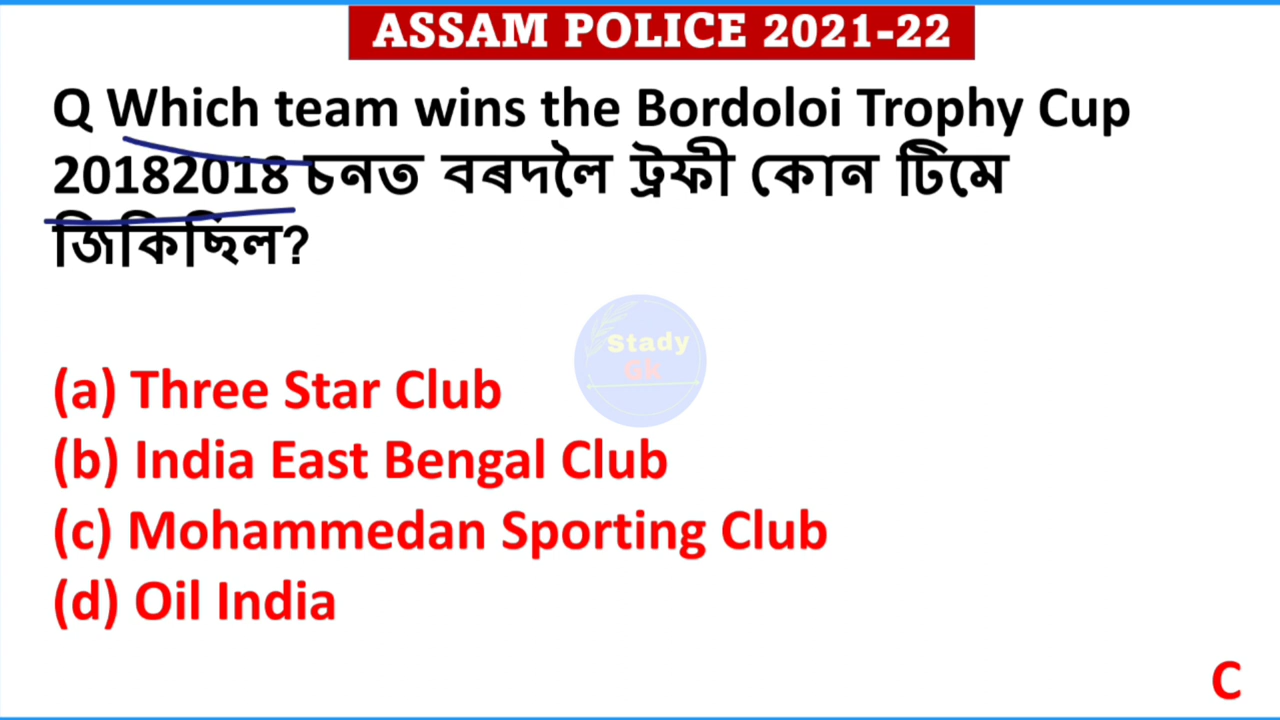 ASSAM POLICE 2021-22
Q Which team wins the Bordoloi Trophy Cup
20182018 চনত বৰদলৈ ট্ৰফী কোন টিমে
জিকিছিল?
Stady
Gk
(a) Three Star Club
(b) India East Bengal Club
(c) Mohammedan Sporting Club
(d) Oil India
C